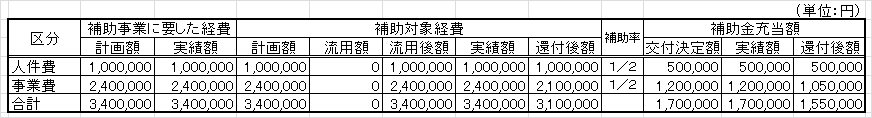 （単位：円）
区分 補助事業に要した経費 補助対象経費 補助率 補助金充当額
計画額 実績額 計画額 流用額 流用後額 実績額 還付後額 交付決定額 実績額 還付後額
人件費 1,000,000 1,000,000 1,000,000 0 1,000,000 1,000,000 1,000,000 1／2 500,000 500,000 500,000
事業費 2,400,000 2,400,000 2,400,000 0 2,400,000 2,400,000 2,100,000 1／2 1,200,000 1,200,000 1,050,000
合計 3,400,000 3,400,000 3,400,000 0 3,400,000 3,400,000 3,100,000 1,700,000 1,700,000 1,550,000